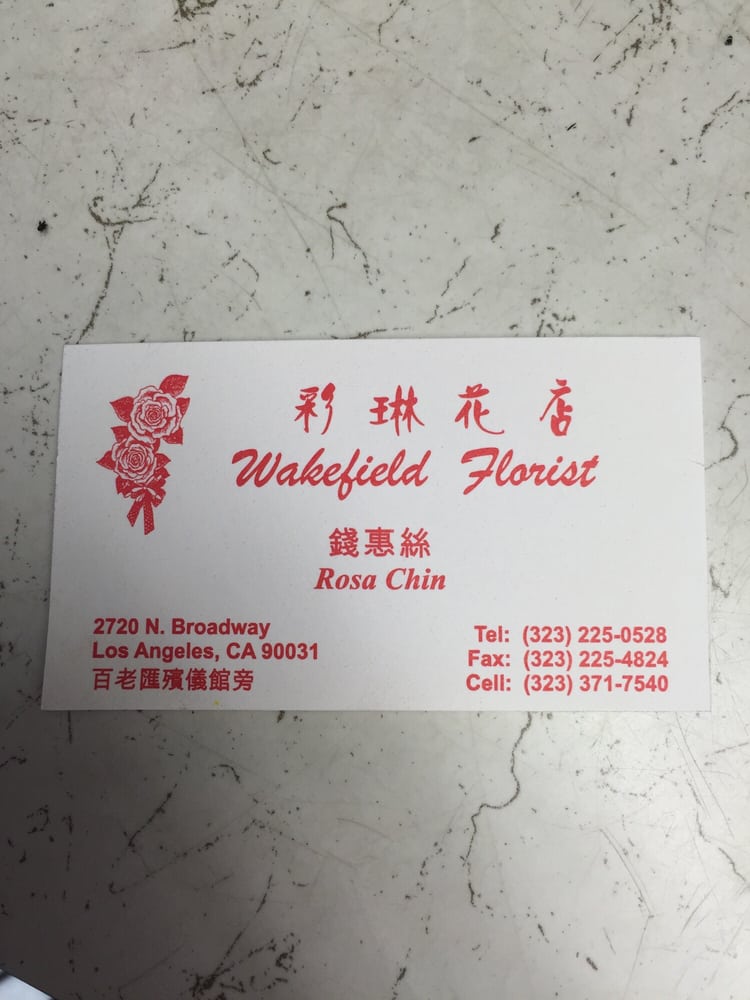 彩琳花店
Wakefield Florist
錢惠絲
Rosa Chin
2720 N. Broadway
Los Angeles, CA 90031
百老匯殯儀館旁
Tel: (323) 225-0528
Fax: (323) 225-4824
Cell: (323) 371-7540